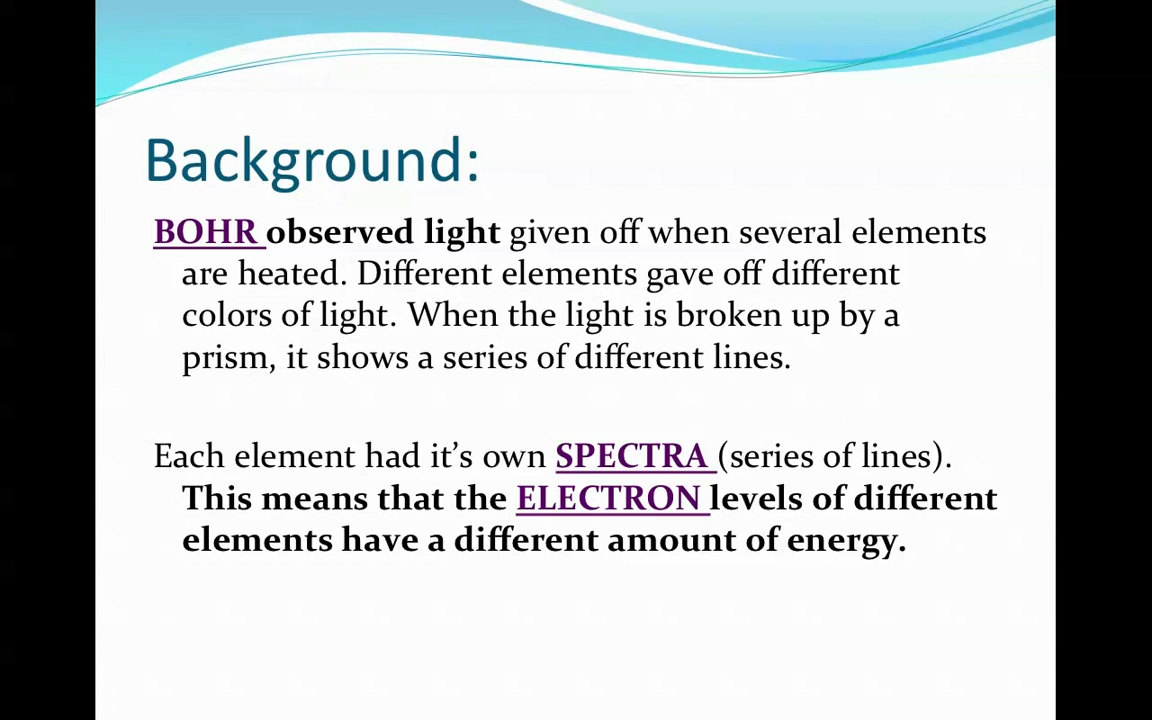 Background:
BOHR observed light given off when several elements
are heated. Different elements gave off different
colors of light. When the light is broken up by a
prism, it shows a series of different lines.
Each element had it’s own SPECTRA (series of lines).
This means that the ELECTRON levels of different
elements have a different amount of energy.